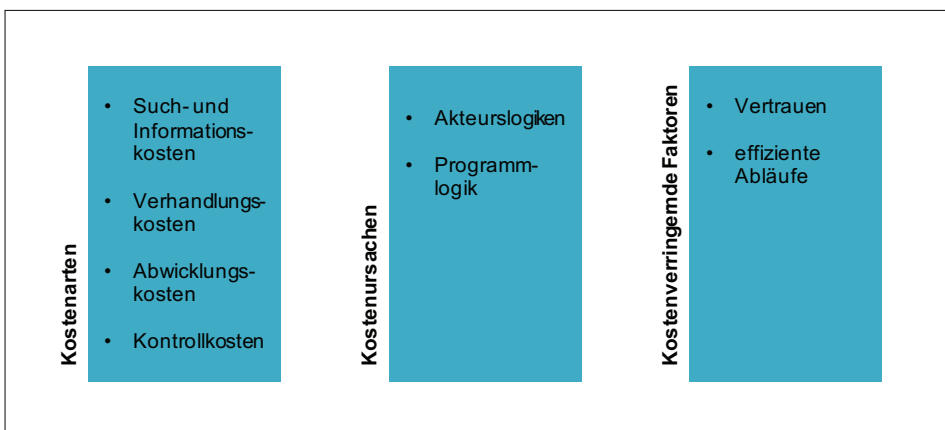 Kostenarten
• Such- und
Informations-
kosten
• Verhandlungs-
kosten
• Abwicklungs-
kosten
• Kontrollkosten
Kostenursachen
• Akteurslogiken
• Programm-
logik
Kostenverringernde Faktoren
• Vertrauen
• effiziente
Abläufe